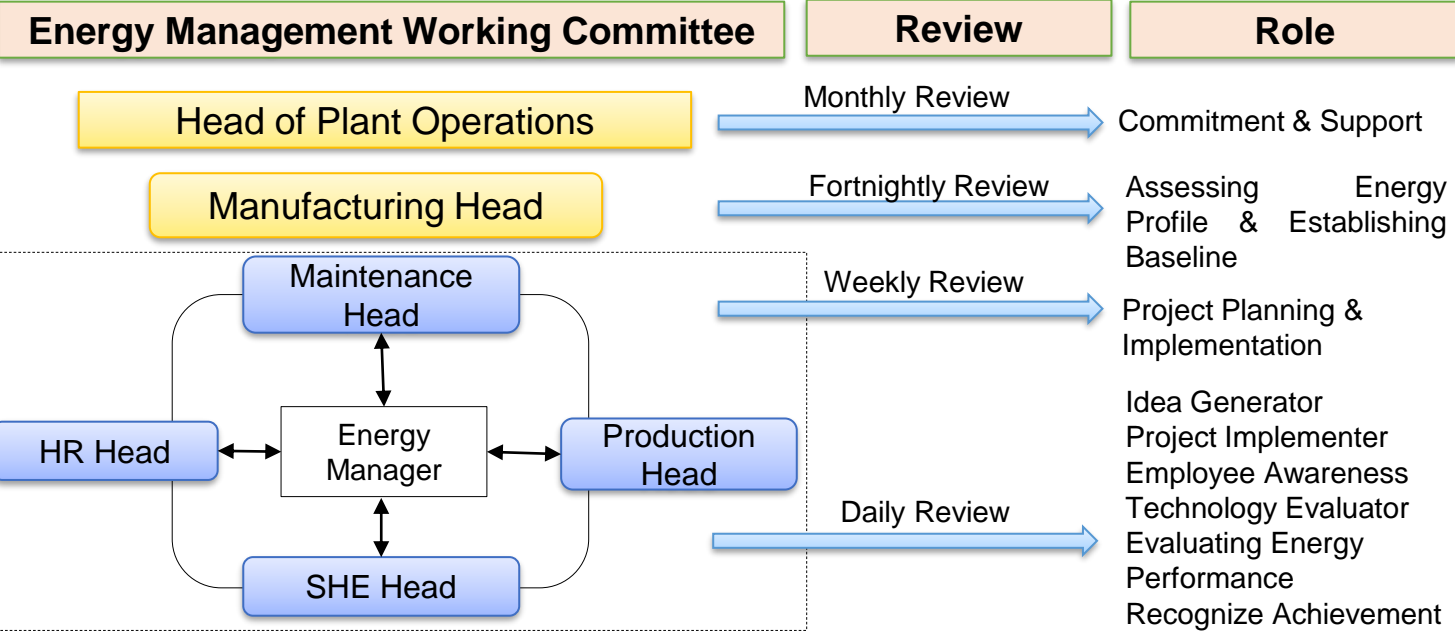 Energy Management Working Committee
Review
Role
Head of Plant Operations
Monthly Review
Commitment & Support
Manufacturing Head
Fortnightly Review
Assessing Energy
Profile & Establishing
Baseline
Maintenance
Head
Weekly Review
Project Planning &
Implementation
HR Head
Energy
Manager
Production
Head
SHE Head
Daily Review
Idea Generator
Project Implementer
Employee Awareness
Technology Evaluator
Evaluating Energy
Performance
Recognize Achievement